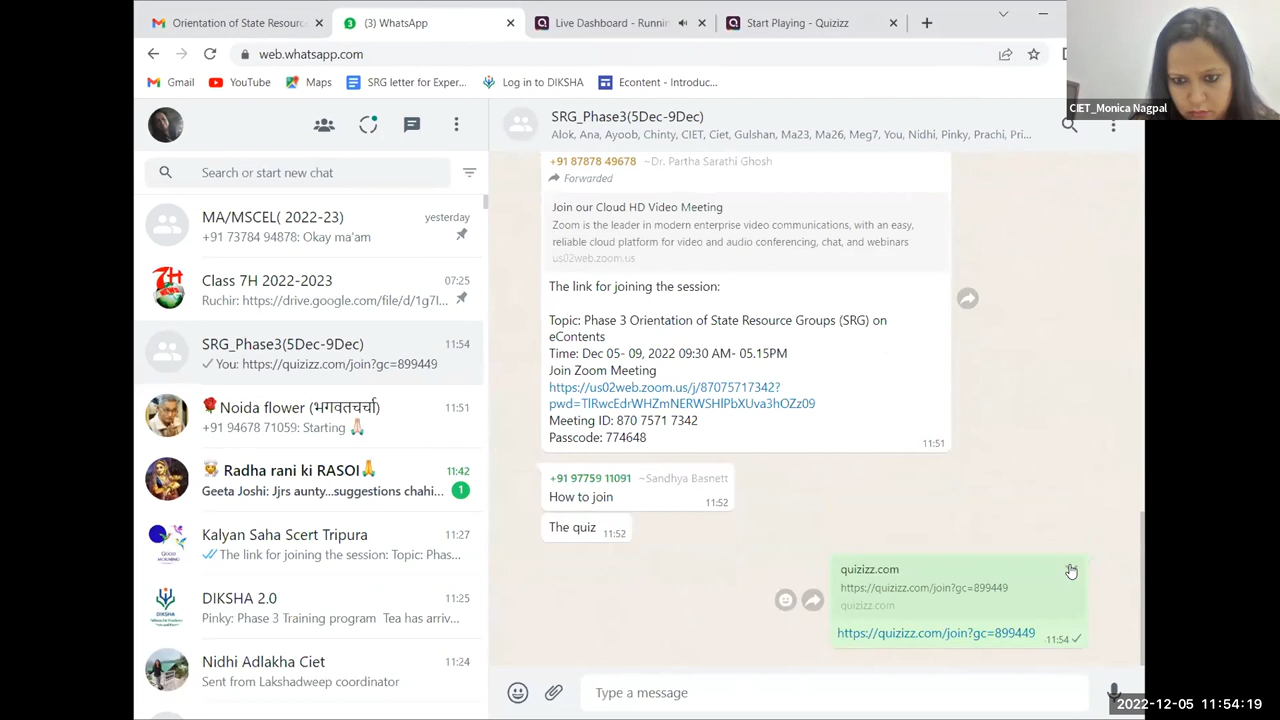 Orientation of State Resourc
(3) WhatsApp
Live Dashboard - Runnin
Start Playing - Quizizz
web.whatsapp.com
Gmail
YouTube
Maps
SRG letter for Exper...
Log in to DIKSHA
Econtent - Introduc...
CIET_Monica Nagpal
SRG_Phase3(5Dec-9Dec)
Alok, Ana, Ayoob, Chinty, CIET, Ciet, Gulshan, Ma23, Ma26, Meg7, You, Nidhi, Pinky, Prachi, Pri...
Search or start new chat
MA/MSCEL( 2022-23)
yesterday
+91 73784 94878: Okay ma'am
Class 7H 2022-2023
07:25
Ruchir: https://drive.google.com/file/d/1g7I...
SRG_Phase3(5Dec-9Dec)
11:54
You: https://quizizz.com/join?gc=899449
Noida flower (भगवतचर्चा)
11:51
+91 94678 71059: Starting
Radha rani ki RASOI
11:42
Geeta Joshi: Jjrs aunty...suggestions chahi...
1
Kalyan Saha Scert Tripura
11:27
The link for joining the session: Topic: Phas...
DIKSHA 2.0
11:25
Pinky: Phase 3 Training program Tea has arriv...
Nidhi Adlakha Ciet
11:24
Sent from Lakshadweep coordinator
+91 87878 49678 ~Dr. Partha Sarathi Ghosh
Forwarded
Join our Cloud HD Video Meeting
Zoom is the leader in modern enterprise video communications, with an easy,
reliable cloud platform for video and audio conferencing, chat, and webinars
us02web.zoom.us
The link for joining the session:
Topic: Phase 3 Orientation of State Resource Groups (SRG) on
eContents
Time: Dec 05- 09, 2022 09:30 AM- 05.15PM
Join Zoom Meeting
https://us02web.zoom.us/j/87075717342?
pwd=TlRwcEdrWHZmNERWSHlPbXUva3hOZz09
Meeting ID: 870 7571 7342
Passcode: 774648
11:51
+91 97759 11091 ~Sandhya Basnett
How to join
11:52
The quiz
11:52
quizizz.com
https://quizizz.com/join?gc=899449
quizizz.com
https://quizizz.com/join?gc=899449
11:54
Type a message
2022-12-05 11:54:19